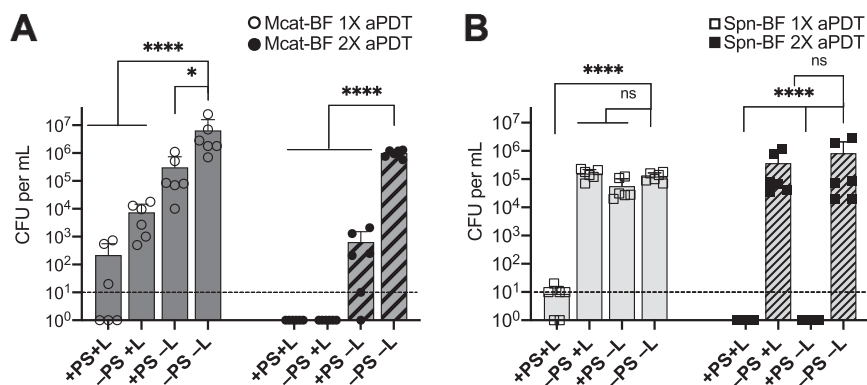 A
○ Mcat-BF 1X aPDT
● Mcat-BF 2X aPDT
****
*
****
CFU per mL
10⁷
10⁶
10⁵
10⁴
10³
10²
10¹
10⁰
+PS+L
–PS +L
+PS –L
–PS –L
+PS+L
–PS +L
+PS –L
–PS –L
B
Spn-BF 1X aPDT
Spn-BF 2X aPDT
****
ns
ns
****
CFU per mL
10⁷
10⁶
10⁵
10⁴
10³
10²
10¹
10⁰
+PS+L
–PS +L
+PS –L
–PS –L
+PS+L
–PS +L
+PS –L
–PS –L